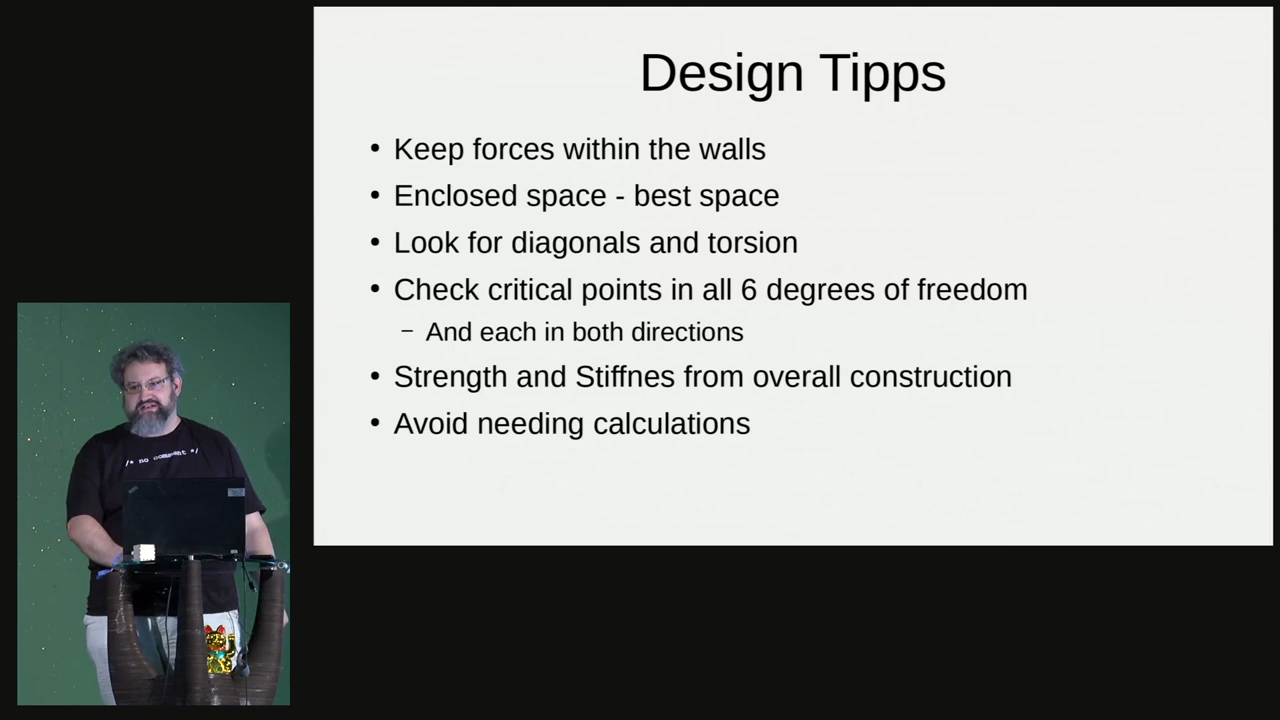 Design Tipps
• Keep forces within the walls
• Enclosed space - best space
• Look for diagonals and torsion
• Check critical points in all 6 degrees of freedom
– And each in both directions
• Strength and Stiffnes from overall construction
• Avoid needing calculations
/* no comment */